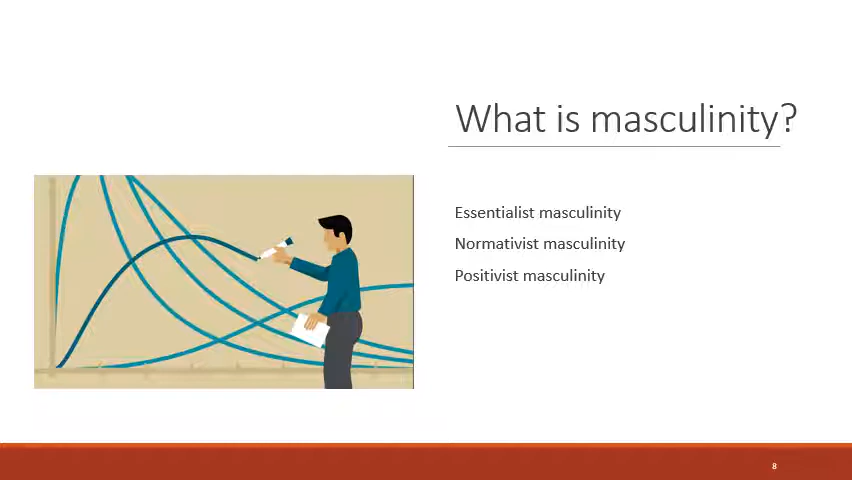 What is masculinity?
Essentialist masculinity
Normativist masculinity
Positivist masculinity
8